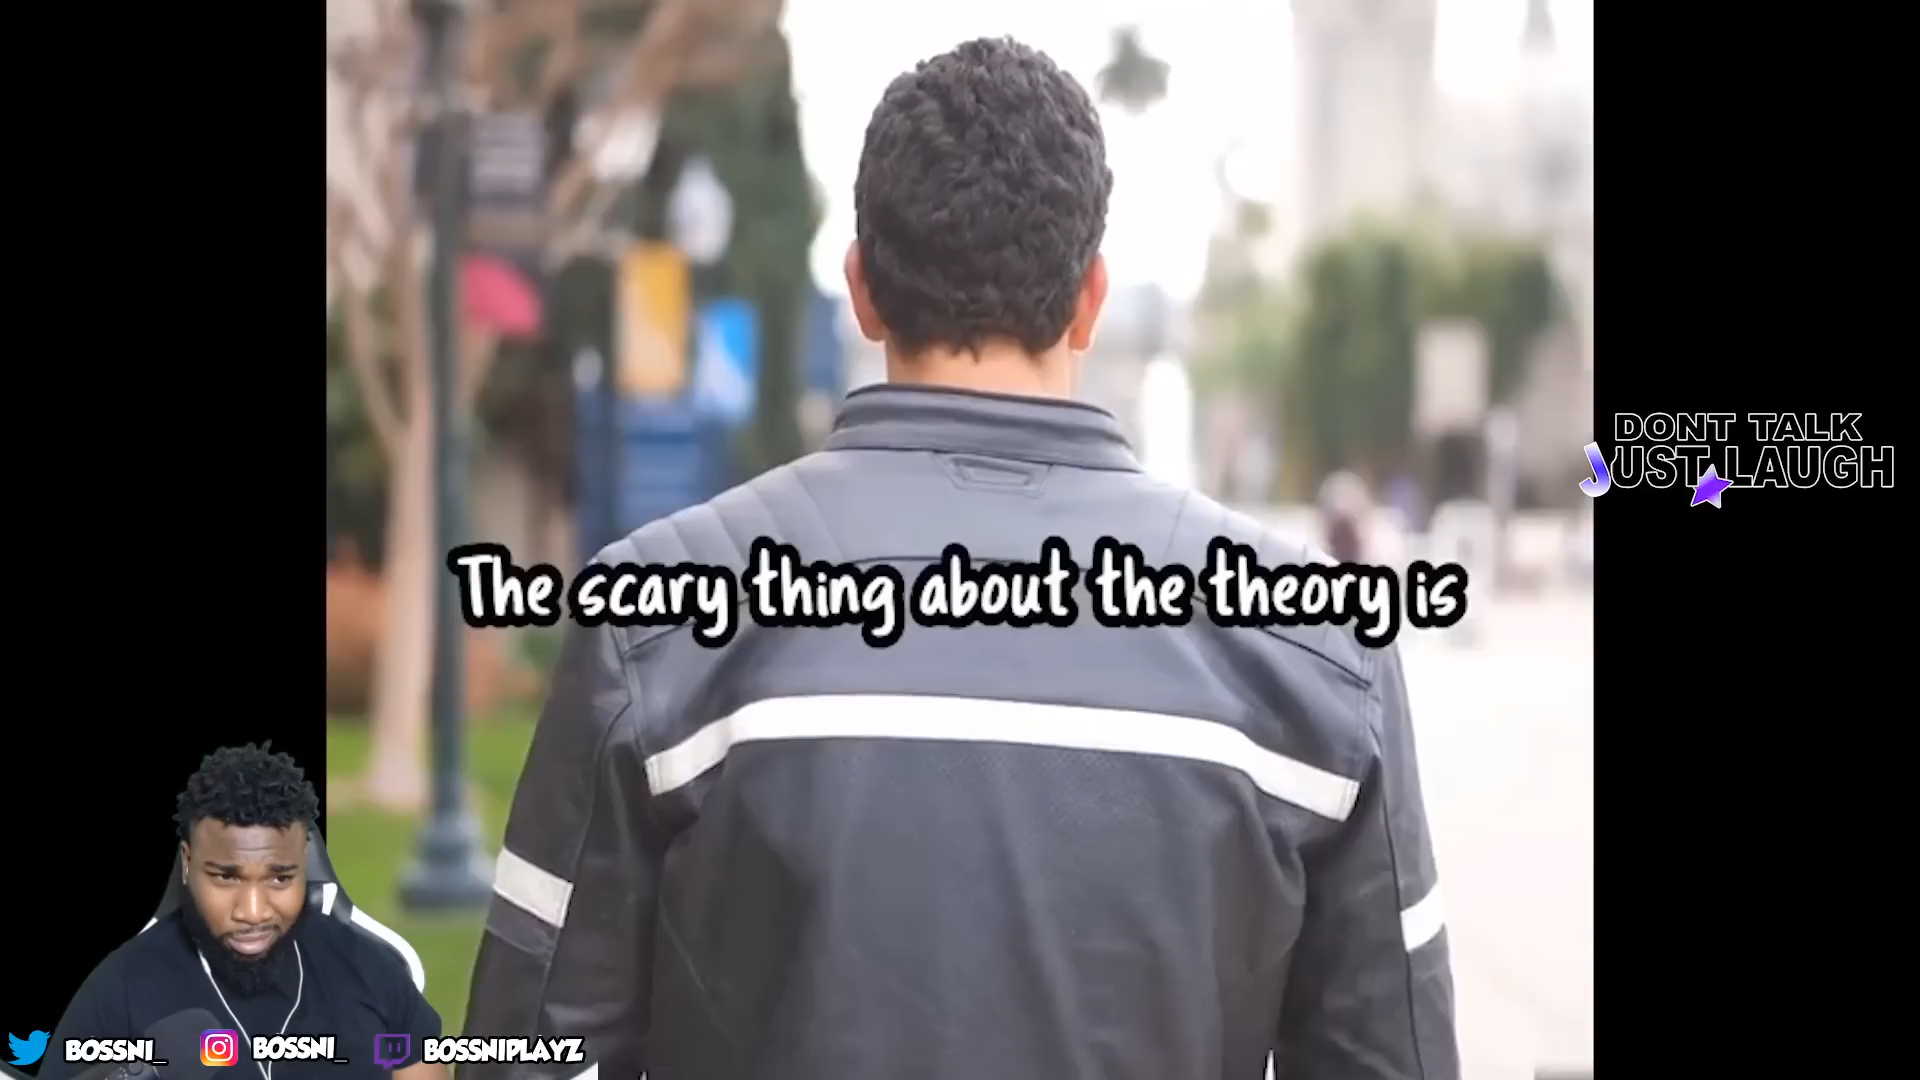 DONT TALK
JUST LAUGH
The scary thing about the theory is
BOSSNI_
BOSSNI_
BOSSNIPLAYZ